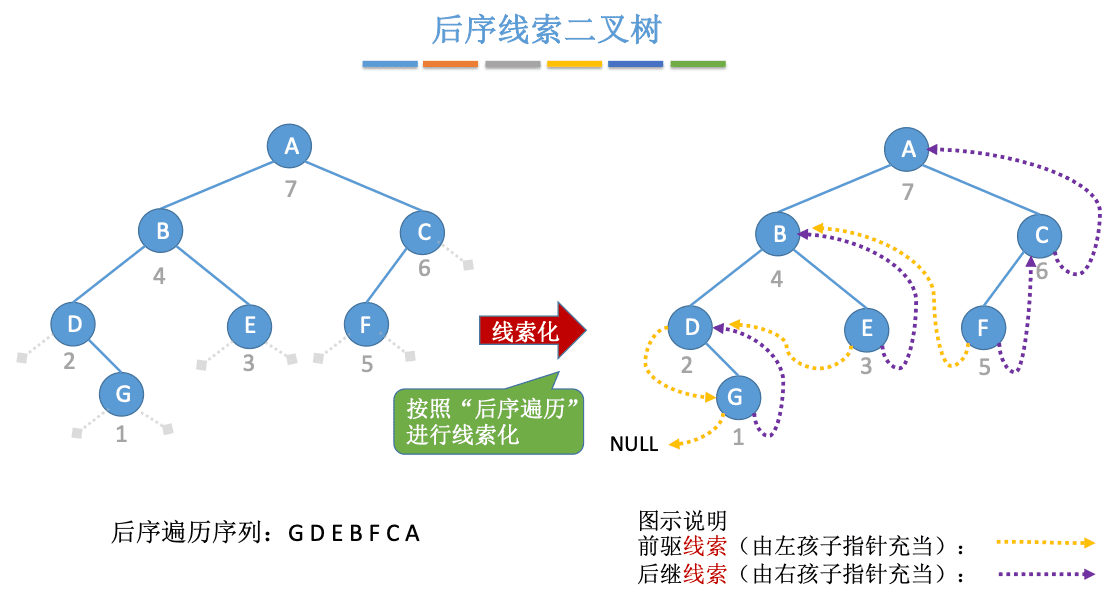 后序线索二叉树
A
7
B
4
C
6
D
2
E
3
F
5
G
1
线索化
按照“后序遍历”
进行线索化
A
7
B
4
C
6
D
2
E
3
F
5
G
1
NULL
后序遍历序列：G D E B F C A
图示说明
前驱线索（由左孩子指针充当）：
后继线索（由右孩子指针充当）：